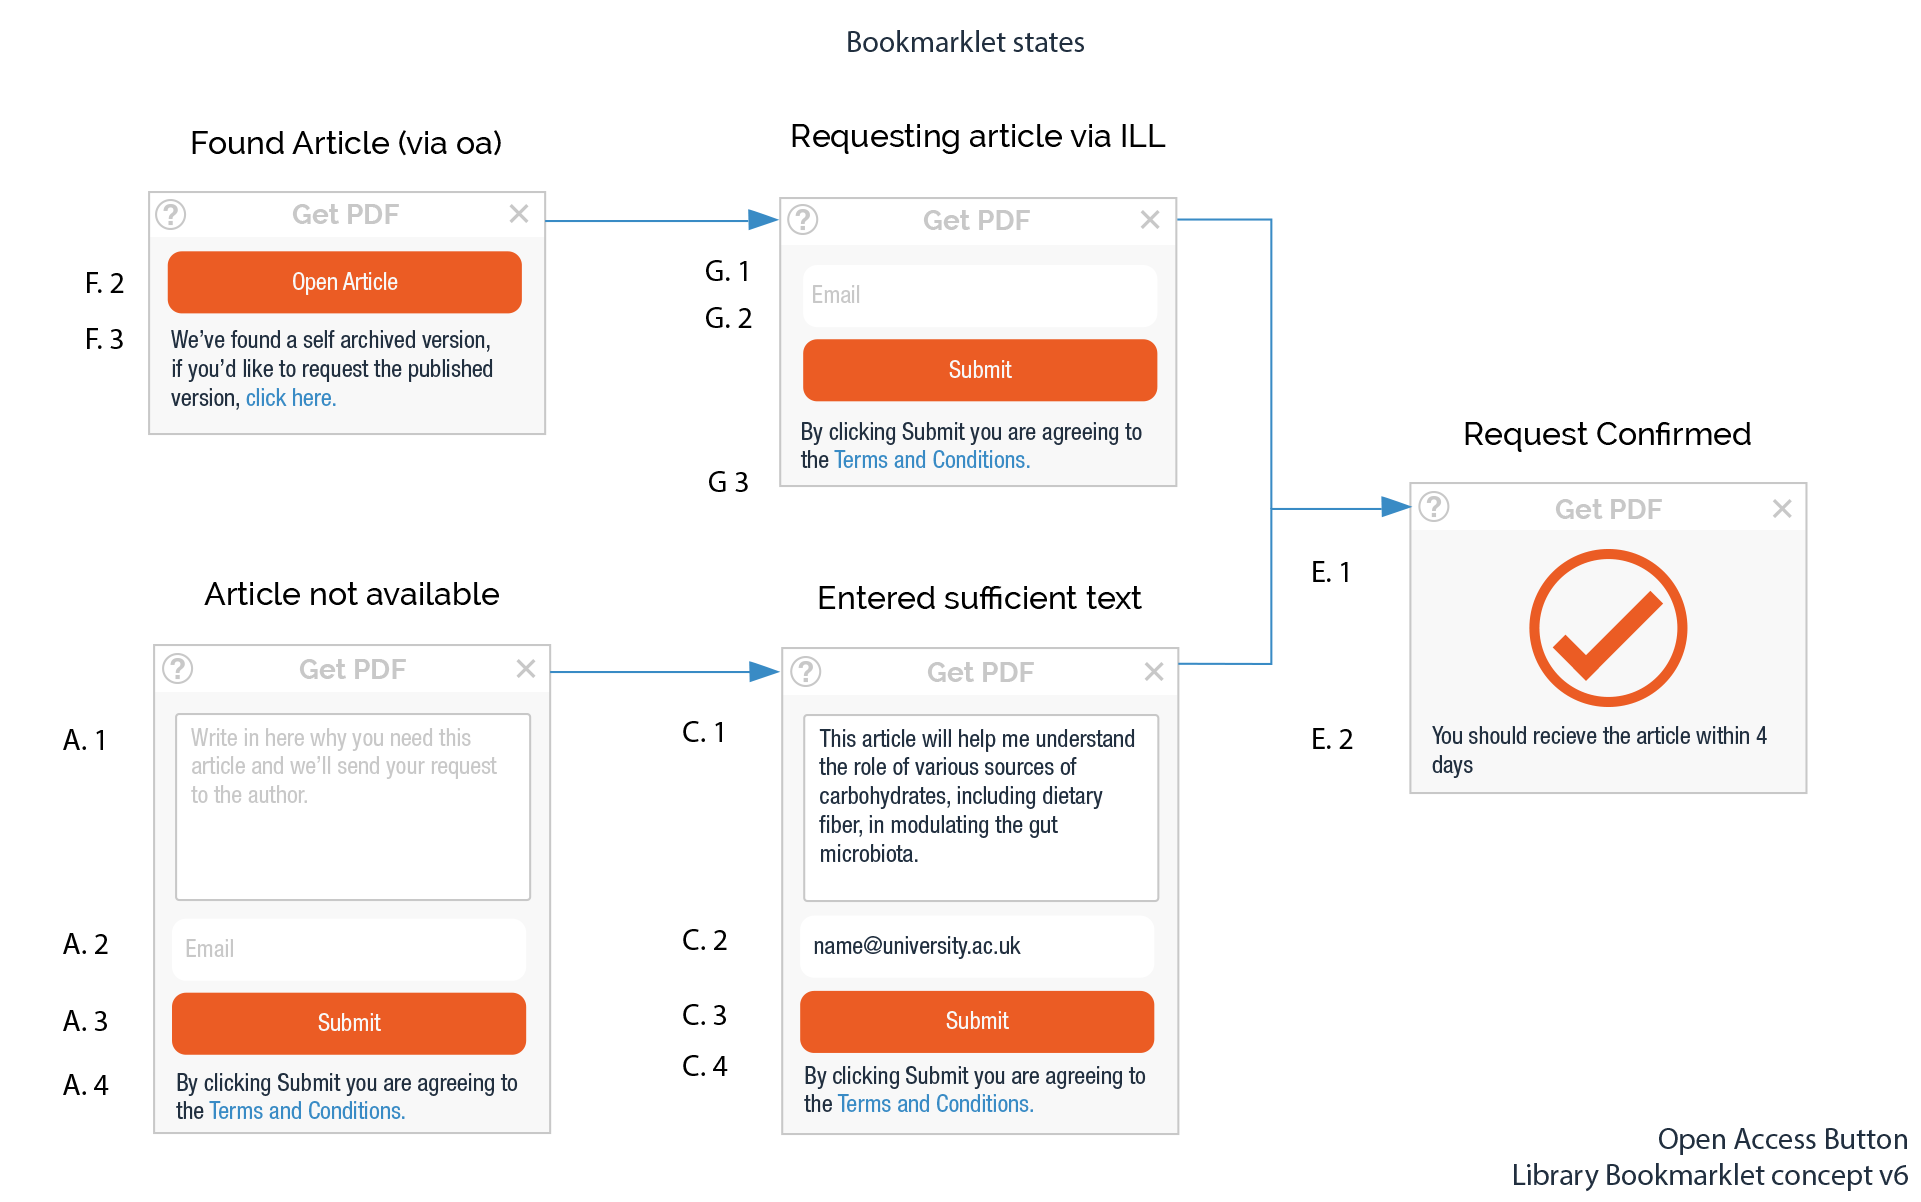 Bookmarklet states
Found Article (via oa)
? Get PDF ✕
F. 2
Open Article
F. 3
We’ve found a self archived version,
if you’d like to request the published
version, click here.
Requesting article via ILL
? Get PDF ✕
G. 1
Email
G. 2
Submit
By clicking Submit you are agreeing to
the Terms and Conditions.
G 3
Article not available
? Get PDF ✕
A. 1
Write in here why you need this
article and we’ll send your request
to the author.
A. 2
Email
A. 3
Submit
A. 4
By clicking Submit you are agreeing to
the Terms and Conditions.
Entered sufficient text
? Get PDF ✕
C. 1
This article will help me understand
the role of various sources of
carbohydrates, including dietary
fiber, in modulating the gut
microbiota.
C. 2
name@university.ac.uk
C. 3
Submit
C. 4
By clicking Submit you are agreeing to
the Terms and Conditions.
Request Confirmed
? Get PDF ✕
E. 1
E. 2
You should recieve the article within 4
days
Open Access Button
Library Bookmarklet concept v6